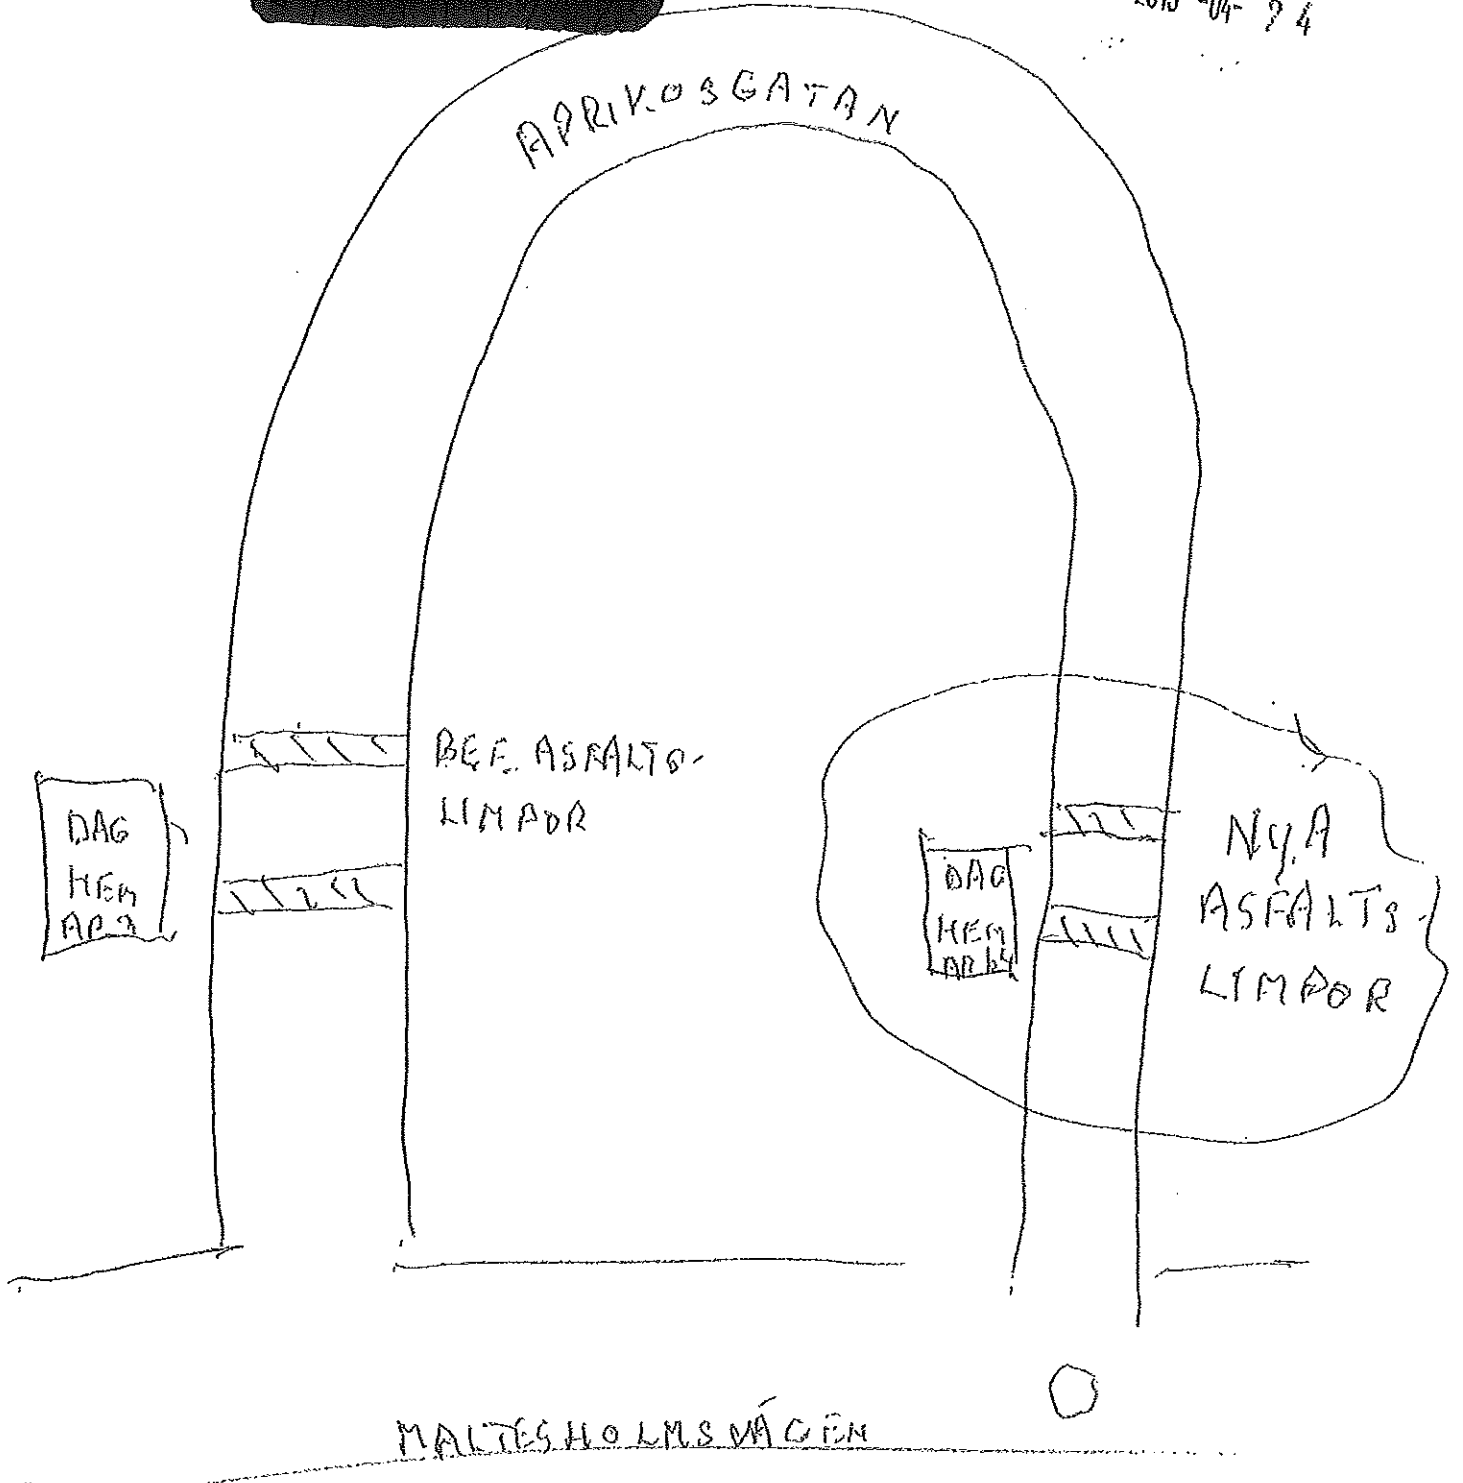 APRIKOSGATAN
BEF. ASFALTS-
LIMPOR
DAG
HEM
DAG
HEM
NYA
ASFALTS-
LIMPOR
MALTESHOLMSVÄGEN